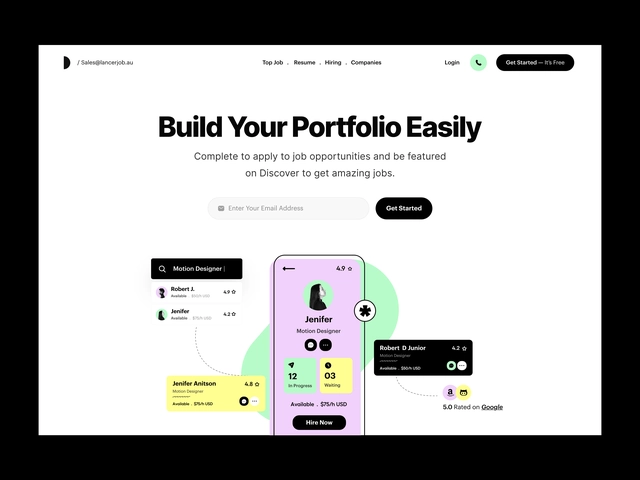 / Sales@lancerjob.au
Top Job . Resume . Hiring . Companies
Login
Get Started — It's Free
Build Your Portfolio Easily
Complete to apply to job opportunities and be featured
on Discover to get amazing jobs.
Enter Your Email Address
Get Started
Motion Designer |
Robert J.
4.9
Available . $50/H USD
Jenifer
4.2
Available . $75/H USD
Jenifer Anitson
4.8
Motion Designer
Available . $75/H USD
4.9
Jenifer
Motion Designer
12
In Progress
03
Waiting
Available . $75/H USD
Hire Now
Robert D Junior
4.2
Motion Designer
Available . $50/H USD
a
5.0 Rated on Google